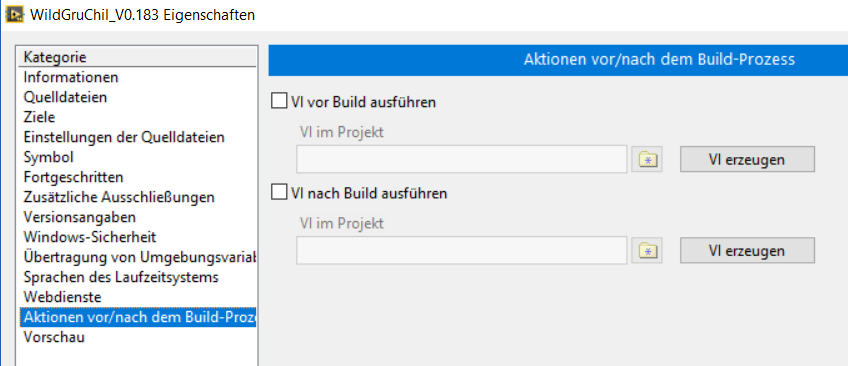 WildGruChil_V0.183 Eigenschaften
Kategorie
Informationen
Quelldateien
Ziele
Einstellungen der Quelldateien
Symbol
Fortgeschritten
Zusätzliche Ausschließungen
Versionsangaben
Windows-Sicherheit
Übertragung von Umgebungsvariab
Sprachen des Laufzeitsystems
Webdienste
Aktionen vor/nach dem Build-Proze
Vorschau
Aktionen vor/nach dem Build-Prozess
VI vor Build ausführen
VI im Projekt
VI erzeugen
VI nach Build ausführen
VI im Projekt
VI erzeugen